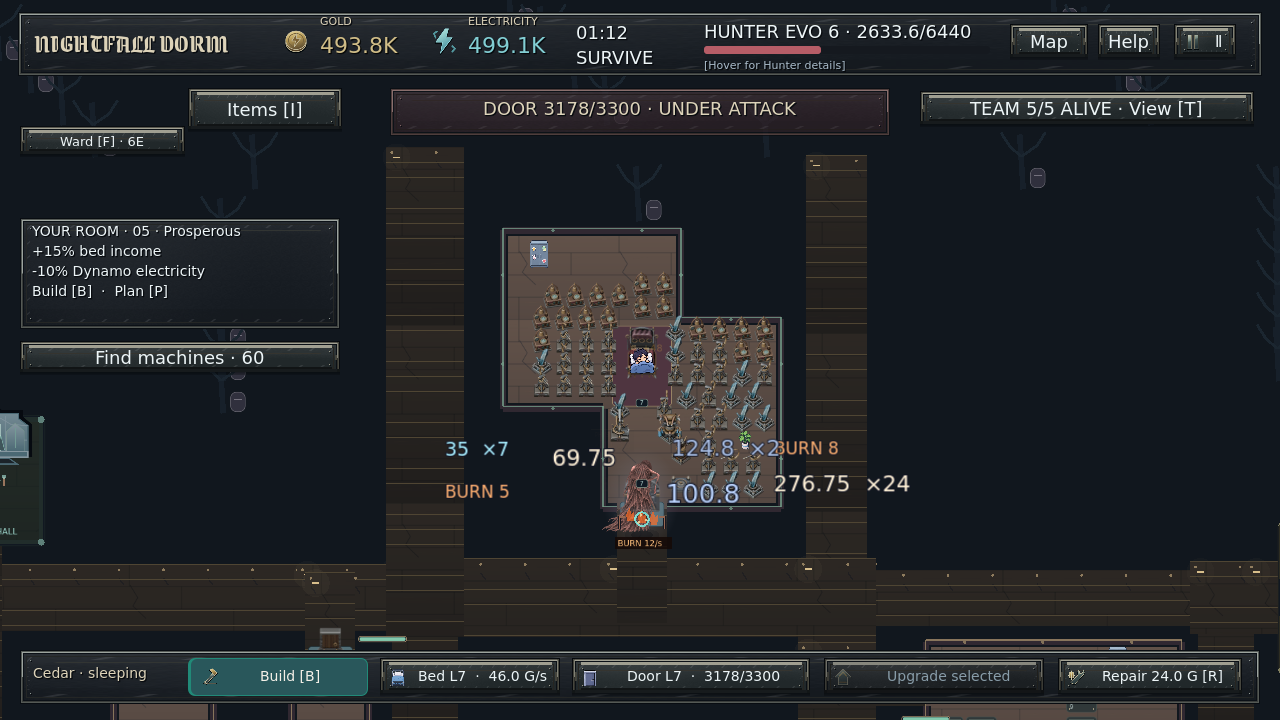 NIGHTFALL DORM
GOLD
493.8K
ELECTRICITY
499.1K
01:12
SURVIVE
HUNTER EVO 6 · 2633.6/6440
[Hover for Hunter details]
Map
Help
Items [I]
DOOR 3178/3300 · UNDER ATTACK
TEAM 5/5 ALIVE · View [T]
Ward [F] · 6E
YOUR ROOM · 05 · Prosperous
+15% bed income
-10% Dynamo electricity
Build [B] · Plan [P]
Find machines · 60
7
35 ×7
69.75
124.8 ×2
BURN 8
BURN 5
7
100.8
276.75 ×24
BURN 12/s
HALL
Cedar · sleeping
Build [B]
Bed L7 · 46.0 G/s
Door L7 · 3178/3300
Upgrade selected
Repair 24.0 G [R]